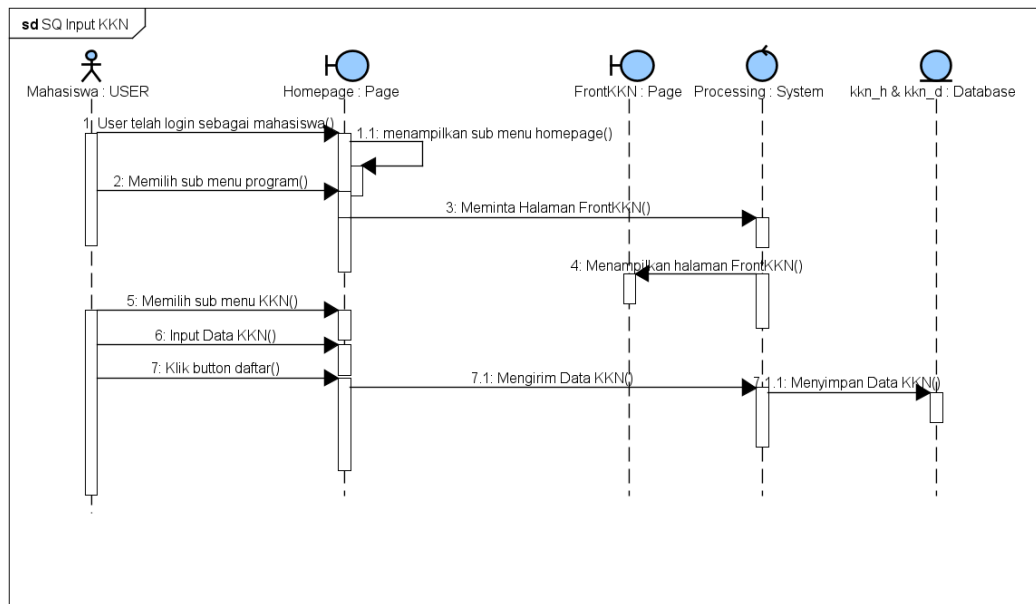 sd SQ Input KKN
Mahasiswa : USER
Homepage : Page
FrontKKN : Page
Processing : System
kkn_h & kkn_d : Database
1: User telah login sebagai mahasiswa()
1.1: menampilkan sub menu homepage()
2: Memilih sub menu program()
3: Meminta Halaman FrontKKN()
4: Menampilkan halaman FrontKKN()
5: Memilih sub menu KKN()
6: Input Data KKN()
7: Klik button daftar()
7.1: Mengirim Data KKN()
7.1.1: Menyimpan Data KKN()